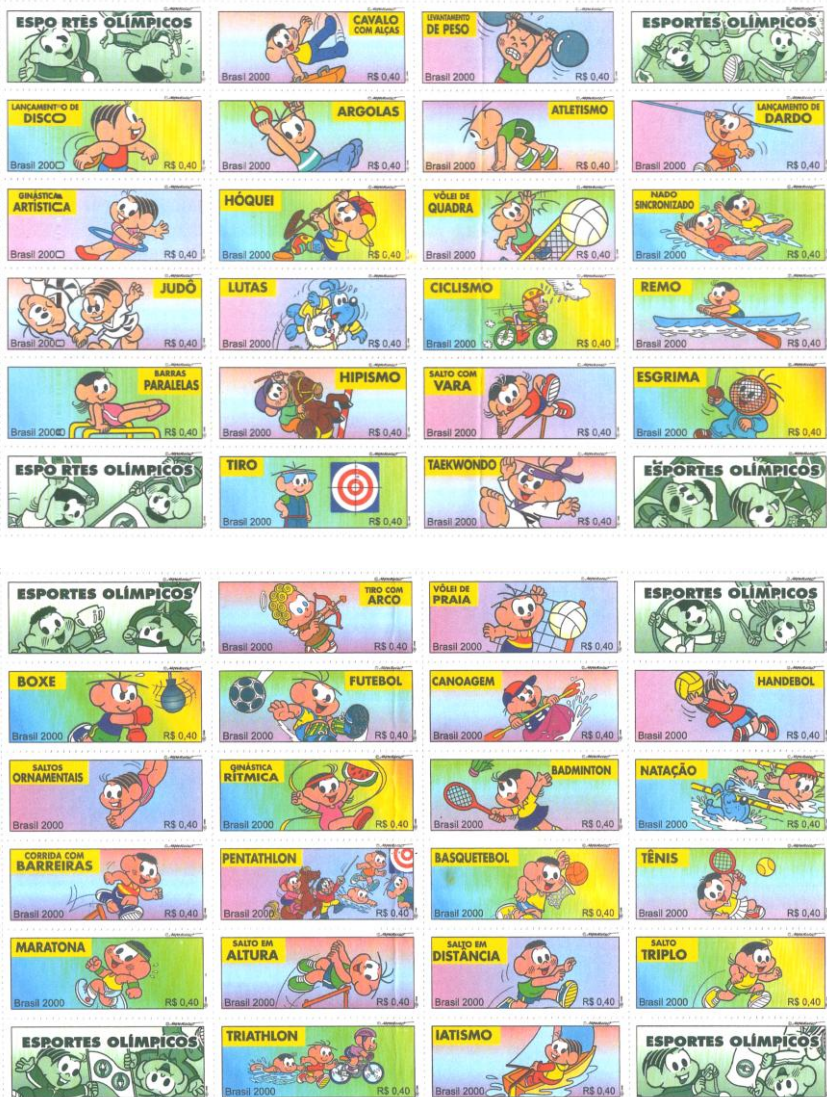 ESPORTES OLÍMPICOS
CAVALO
COM ALÇAS
Brasil 2000 R$ 0,40
LEVANTAMENTO
DE PESO
Brasil 2000 R$ 0,40
ESPORTES OLÍMPICOS
LANÇAMENTO DE
DISCO
Brasil 2000 R$ 0,40
ARGOLAS
Brasil 2000 R$ 0,40
ATLETISMO
Brasil 2000 R$ 0,40
LANÇAMENTO DE
DARDO
Brasil 2000 R$ 0,40
GINÁSTICA
ARTÍSTICA
Brasil 2000 R$ 0,40
HÓQUEI
Brasil 2000 R$ 0,40
VÔLEI DE
QUADRA
Brasil 2000 R$ 0,40
NADO
SINCRONIZADO
Brasil 2000 R$ 0,40
JUDÔ
Brasil 2000 R$ 0,40
LUTAS
Brasil 2000 R$ 0,40
CICLISMO
Brasil 2000 R$ 0,40
REMO
Brasil 2000 R$ 0,40
BARRAS
PARALELAS
Brasil 2000 R$ 0,40
HIPISMO
Brasil 2000 R$ 0,40
SALTO COM
VARA
Brasil 2000 R$ 0,40
ESGRIMA
Brasil 2000 R$ 0,40
ESPORTES OLÍMPICOS
TIRO
Brasil 2000 R$ 0,40
TAEKWONDO
Brasil 2000 R$ 0,40
ESPORTES OLÍMPICOS
ESPORTES OLÍMPICOS
TIRO COM
ARCO
Brasil 2000 R$ 0,40
VÔLEI DE
PRAIA
Brasil 2000 R$ 0,40
ESPORTES OLÍMPICOS
BOXE
Brasil 2000 R$ 0,40
FUTEBOL
Brasil 2000 R$ 0,40
CANOAGEM
Brasil 2000 R$ 0,40
HANDEBOL
Brasil 2000 R$ 0,40
SALTOS
ORNAMENTAIS
Brasil 2000 R$ 0,40
GINÁSTICA
RÍTMICA
Brasil 2000 R$ 0,40
BADMINTON
Brasil 2000 R$ 0,40
NATAÇÃO
Brasil 2000 R$ 0,40
CORRIDA COM
BARREIRAS
Brasil 2000 R$ 0,40
PENTATHLON
Brasil 2000 R$ 0,40
BASQUETEBOL
Brasil 2000 R$ 0,40
TÊNIS
Brasil 2000 R$ 0,40
MARATONA
Brasil 2000 R$ 0,40
SALTO EM
ALTURA
Brasil 2000 R$ 0,40
SALTO EM
DISTÂNCIA
Brasil 2000 R$ 0,40
SALTO
TRIPLO
Brasil 2000 R$ 0,40
ESPORTES OLÍMPICOS
TRIATHLON
Brasil 2000 R$ 0,40
IATISMO
Brasil 2000 R$ 0,40
ESPORTES OLÍMPICOS